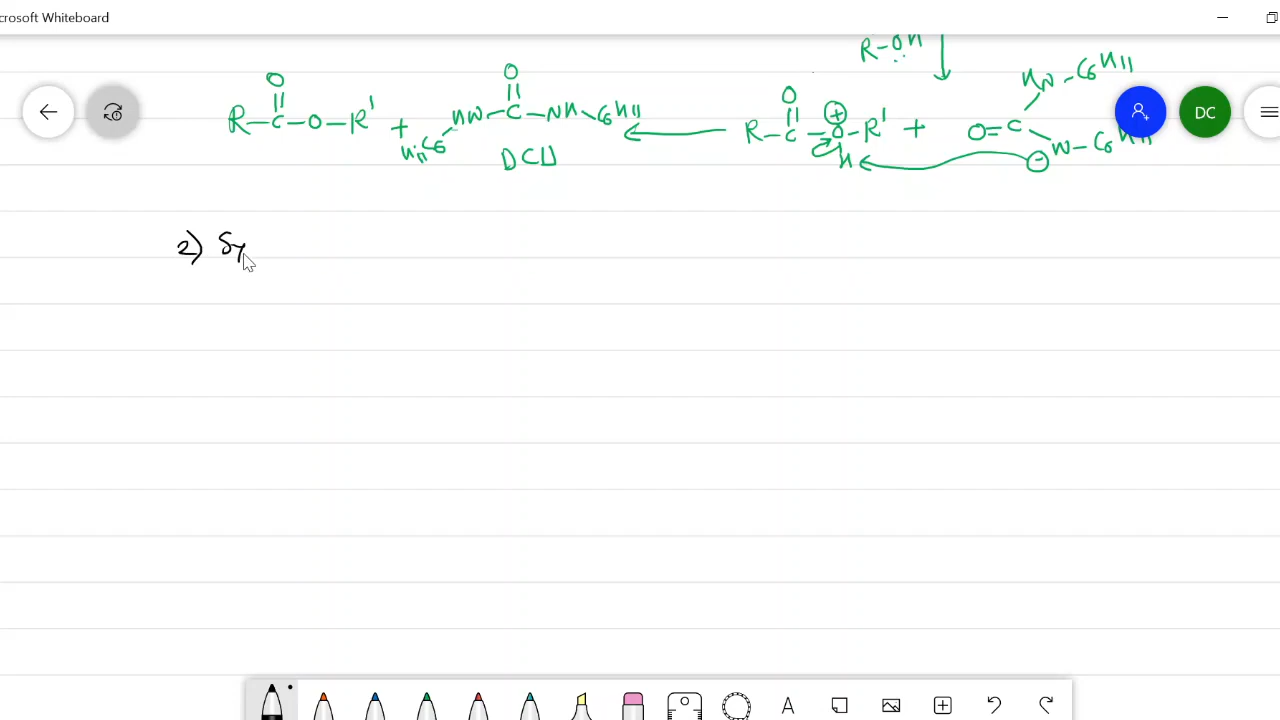 crosoft Whiteboard
R-OH
R-C-O-R' + H11C6 HN-C-NH-C6H11
O
O
DCU
R-C-O-R' + O=C
O
H
HN-C6H11
N-C6H11
DC
2) Sy
A